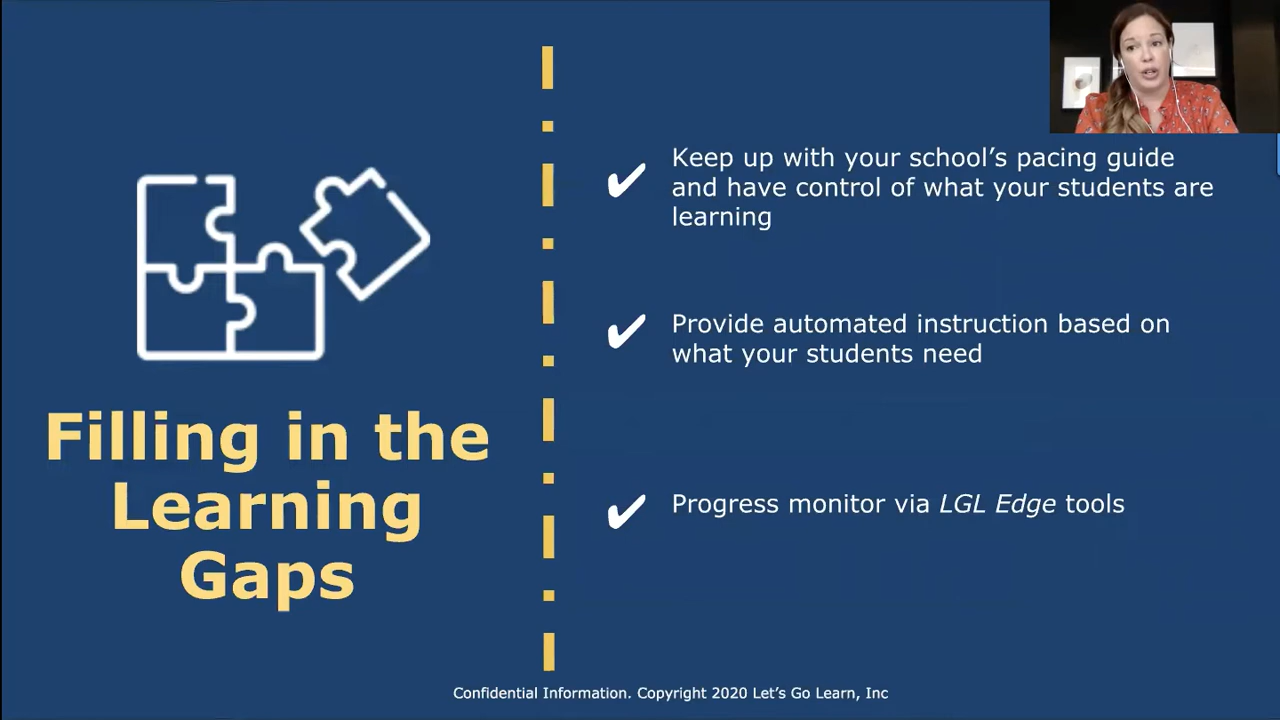 Filling in the
Learning
Gaps
Keep up with your school’s pacing guide
and have control of what your students are
learning
Provide automated instruction based on
what your students need
Progress monitor via LGL Edge tools
Confidential Information. Copyright 2020 Let’s Go Learn, Inc